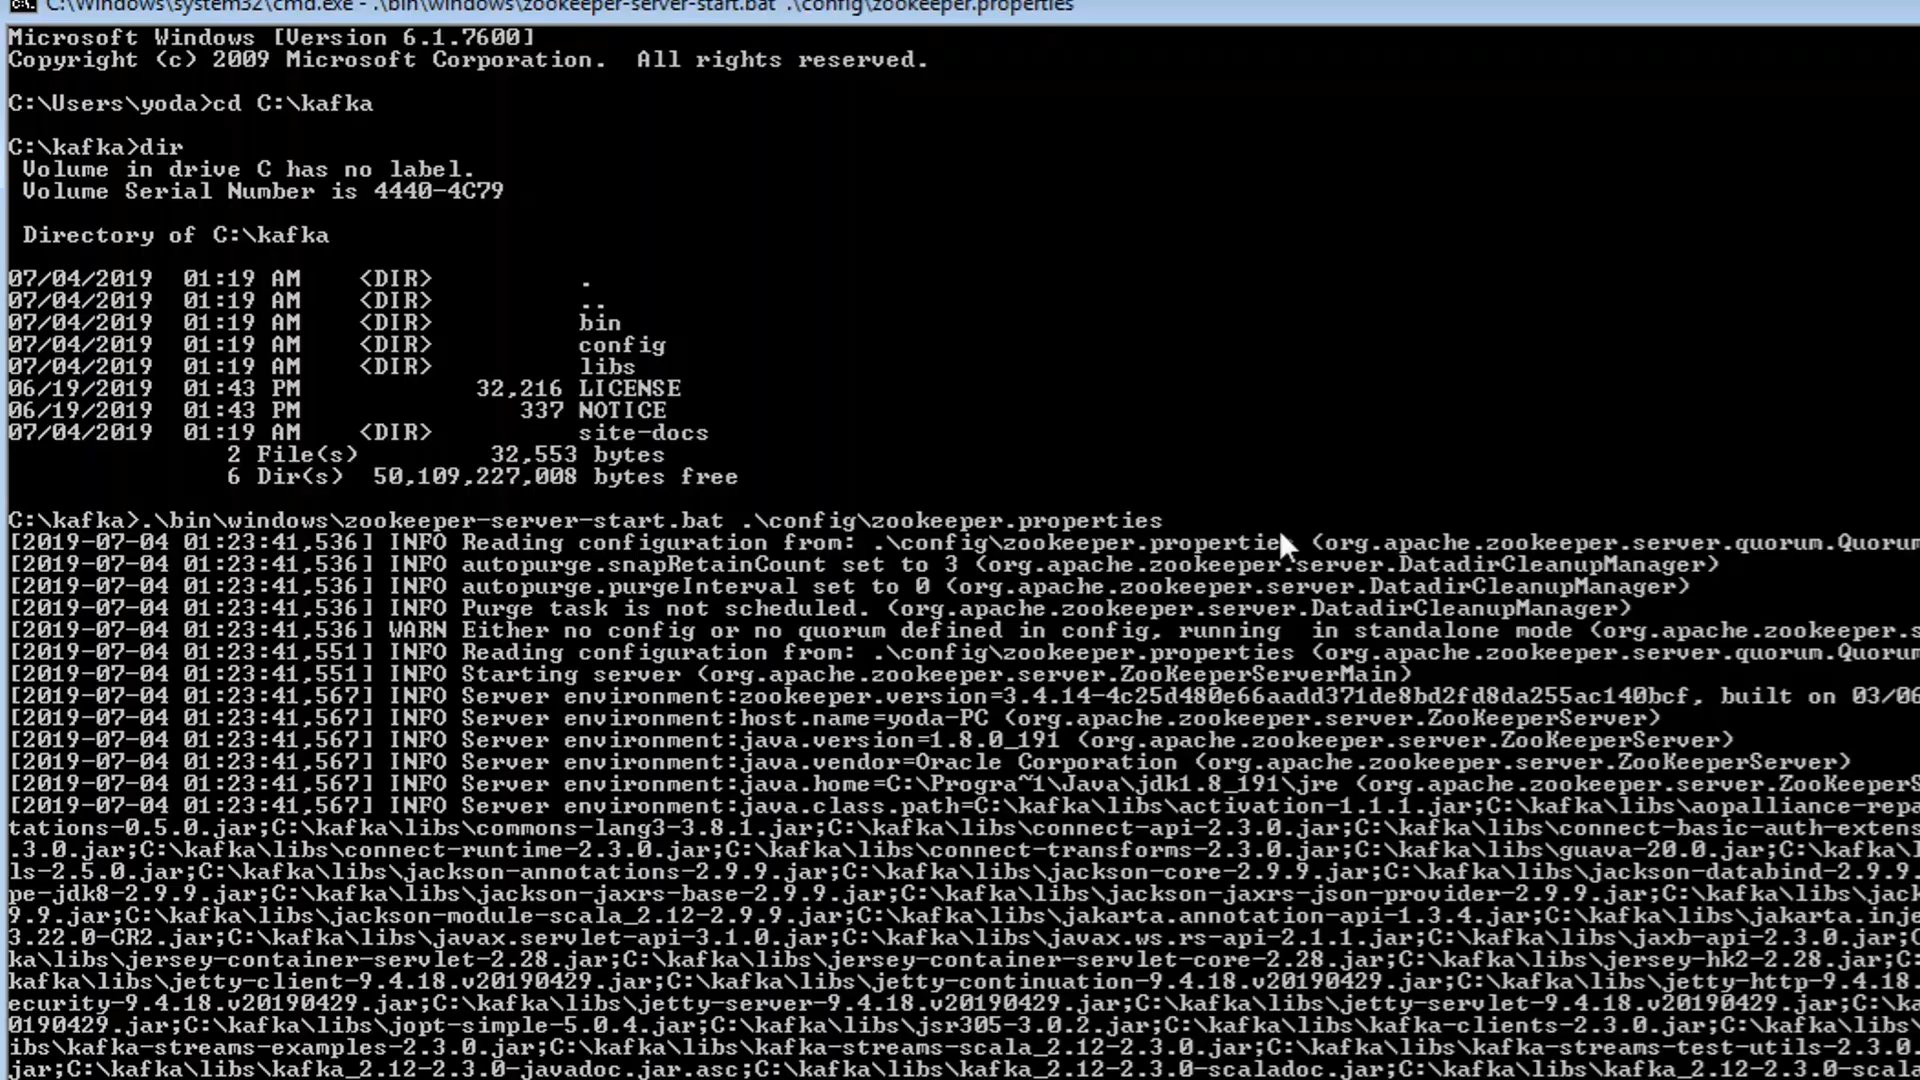 C:\Windows\system32\cmd.exe - .\bin\windows\zookeeper-server-start.bat .\config\zookeeper.properties
Microsoft Windows [Version 6.1.7600]
Copyright (c) 2009 Microsoft Corporation.  All rights reserved.
C:\Users\yoda>cd C:\kafka
C:\kafka>dir
 Volume in drive C has no label.
 Volume Serial Number is 4440-4C79
 Directory of C:\kafka
07/04/2019  01:19 AM    <DIR>          .
07/04/2019  01:19 AM    <DIR>          ..
07/04/2019  01:19 AM    <DIR>          bin
07/04/2019  01:19 AM    <DIR>          config
07/04/2019  01:19 AM    <DIR>          libs
06/19/2019  01:43 PM            32,216 LICENSE
06/19/2019  01:43 PM               337 NOTICE
07/04/2019  01:19 AM    <DIR>          site-docs
               2 File(s)         32,553 bytes
               6 Dir(s)  50,109,227,008 bytes free
C:\kafka>.\bin\windows\zookeeper-server-start.bat .\config\zookeeper.properties
[2019-07-04 01:23:41,536] INFO Reading configuration from: .\config\zookeeper.properties (org.apache.zookeeper.server.quorum.Quorum
[2019-07-04 01:23:41,536] INFO autopurge.snapRetainCount set to 3 (org.apache.zookeeper.server.DatadirCleanupManager)
[2019-07-04 01:23:41,536] INFO autopurge.purgeInterval set to 0 (org.apache.zookeeper.server.DatadirCleanupManager)
[2019-07-04 01:23:41,536] INFO Purge task is not scheduled. (org.apache.zookeeper.server.DatadirCleanupManager)
[2019-07-04 01:23:41,536] WARN Either no config or no quorum defined in config, running  in standalone mode (org.apache.zookeeper.s
[2019-07-04 01:23:41,551] INFO Reading configuration from: .\config\zookeeper.properties (org.apache.zookeeper.server.quorum.Quorum
[2019-07-04 01:23:41,551] INFO Starting server (org.apache.zookeeper.server.ZooKeeperServerMain)
[2019-07-04 01:23:41,567] INFO Server environment:zookeeper.version=3.4.14-4c25d480e66aadd371de8bd2fd8da255ac140bcf, built on 03/06
[2019-07-04 01:23:41,567] INFO Server environment:host.name=yoda-PC (org.apache.zookeeper.server.ZooKeeperServer)
[2019-07-04 01:23:41,567] INFO Server environment:java.version=1.8.0_191 (org.apache.zookeeper.server.ZooKeeperServer)
[2019-07-04 01:23:41,567] INFO Server environment:java.vendor=Oracle Corporation (org.apache.zookeeper.server.ZooKeeperServer)
[2019-07-04 01:23:41,567] INFO Server environment:java.home=C:\Progra~1\Java\jdk1.8_191\jre (org.apache.zookeeper.server.ZooKeeperS
[2019-07-04 01:23:41,567] INFO Server environment:java.class.path=C:\kafka\libs\activation-1.1.1.jar;C:\kafka\libs\aopalliance-repa
tations-0.5.0.jar;C:\kafka\libs\commons-lang3-3.8.1.jar;C:\kafka\libs\connect-api-2.3.0.jar;C:\kafka\libs\connect-basic-auth-extens
.3.0.jar;C:\kafka\libs\connect-runtime-2.3.0.jar;C:\kafka\libs\connect-transforms-2.3.0.jar;C:\kafka\libs\guava-20.0.jar;C:\kafka\l
ls-2.5.0.jar;C:\kafka\libs\jackson-annotations-2.9.9.jar;C:\kafka\libs\jackson-core-2.9.9.jar;C:\kafka\libs\jackson-databind-2.9.9.
pe-jdk8-2.9.9.jar;C:\kafka\libs\jackson-jaxrs-base-2.9.9.jar;C:\kafka\libs\jackson-jaxrs-json-provider-2.9.9.jar;C:\kafka\libs\jack
9.9.jar;C:\kafka\libs\jackson-module-scala_2.12-2.9.9.jar;C:\kafka\libs\jakarta.annotation-api-1.3.4.jar;C:\kafka\libs\jakarta.inje
3.22.0-CR2.jar;C:\kafka\libs\javax.servlet-api-3.1.0.jar;C:\kafka\libs\javax.ws.rs-api-2.1.1.jar;C:\kafka\libs\jaxb-api-2.3.0.jar;C
ka\libs\jersey-container-servlet-2.28.jar;C:\kafka\libs\jersey-container-servlet-core-2.28.jar;C:\kafka\libs\jersey-hk2-2.28.jar;C:
kafka\libs\jetty-client-9.4.18.v20190429.jar;C:\kafka\libs\jetty-continuation-9.4.18.v20190429.jar;C:\kafka\libs\jetty-http-9.4.18
ecurity-9.4.18.v20190429.jar;C:\kafka\libs\jetty-server-9.4.18.v20190429.jar;C:\kafka\libs\jetty-servlet-9.4.18.v20190429.jar;C:\ka
0190429.jar;C:\kafka\libs\jopt-simple-5.0.4.jar;C:\kafka\libs\jsr305-3.0.2.jar;C:\kafka\libs\kafka-clients-2.3.0.jar;C:\kafka\libs\
ibs\kafka-streams-examples-2.3.0.jar;C:\kafka\libs\kafka-streams-scala_2.12-2.3.0.jar;C:\kafka\libs\kafka-streams-test-utils-2.3.0.
jar;C:\kafka\libs\kafka_2.12-2.3.0-javadoc.jar.asc;C:\kafka\libs\kafka_2.12-2.3.0-scaladoc.jar;C:\kafka\libs\kafka_2.12-2.3.0-scala